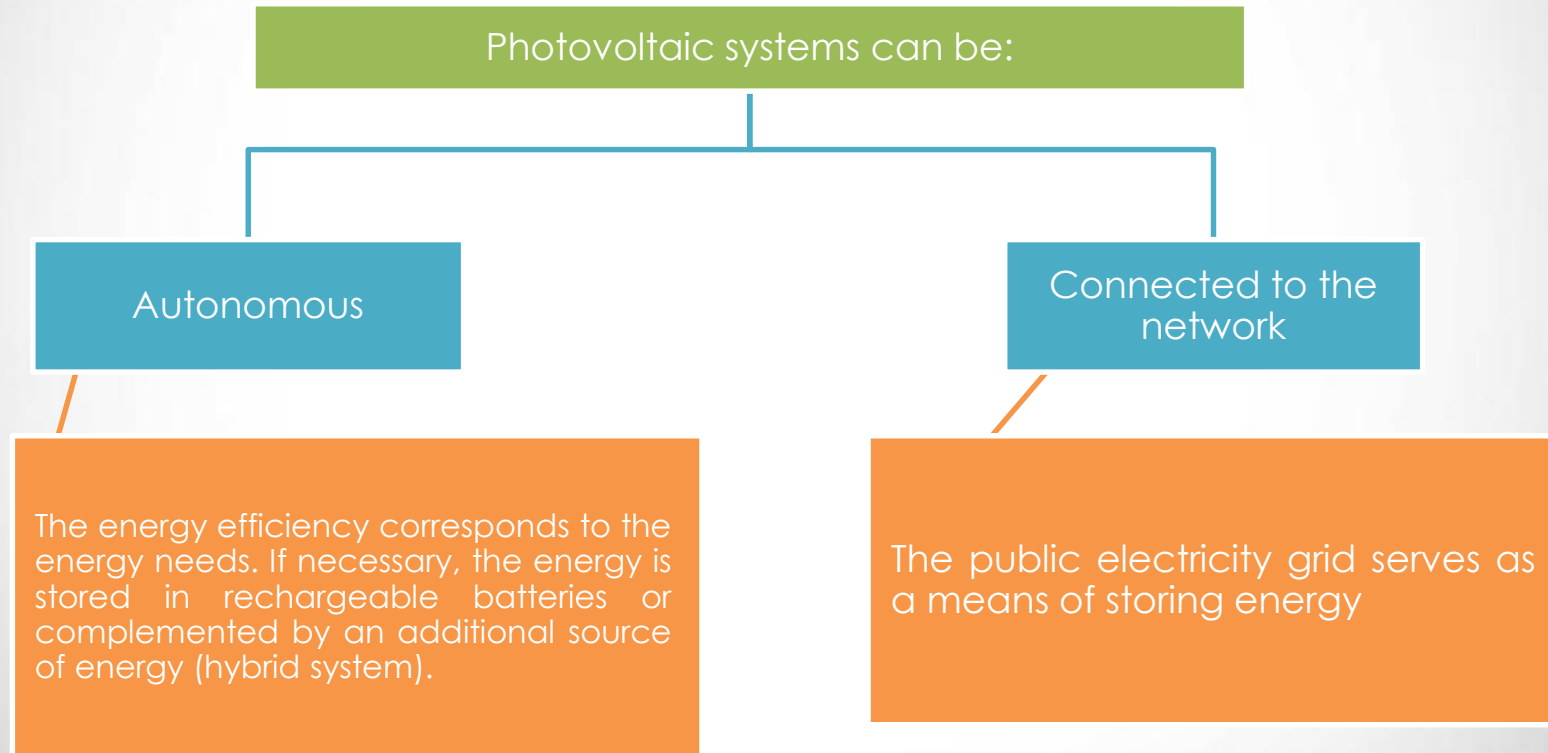 Photovoltaic systems can be:
Autonomous
Connected to the
network
The energy efficiency corresponds to the
energy needs. If necessary, the energy is
stored in rechargeable batteries or
complemented by an additional source
of energy (hybrid system).
The public electricity grid serves as
a means of storing energy